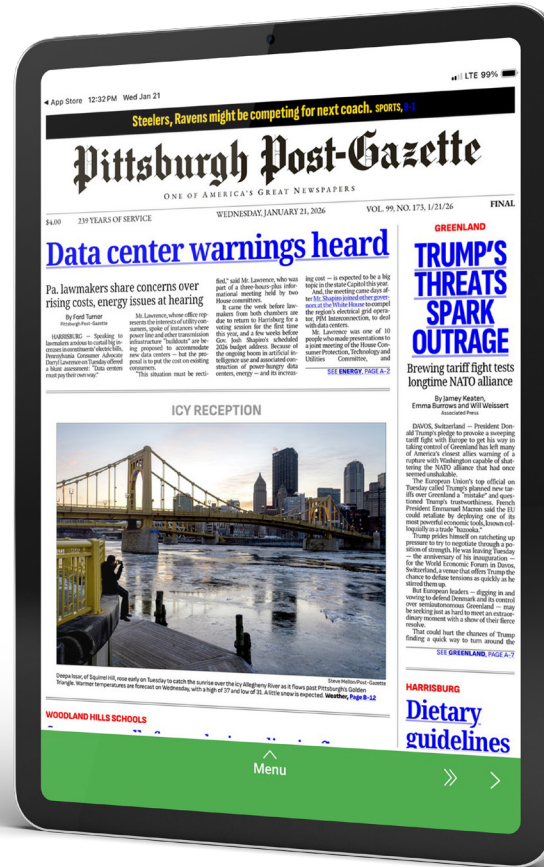 App Store 12:32 PM Wed Jan 21
LTE 99%
Steelers, Ravens might be competing for next coach. SPORTS, B-1
Pittsburgh Post-Gazette
ONE OF AMERICA'S GREAT NEWSPAPERS
$4.00 239 YEARS OF SERVICE WEDNESDAY, JANUARY 21, 2026 VOL. 99, NO. 173, 1/21/26 FINAL
Data center warnings heard
Pa. lawmakers share concerns over
rising costs, energy issues at hearing
By Ford Turner
Pittsburgh Post-Gazette
HARRISBURG — Speaking to
lawmakers anxious to curtail big in-
creases in constituents' electric bills,
Pennsylvania Consumer Advocate
Darryl Lawrence on Tuesday offered
a blunt assessment: "Data centers
must pay their own way."
Mr. Lawrence, whose office rep-
resents the interests of utility con-
sumers, spoke of instances where
power line and other transmission
infrastructure "buildouts" are be-
ing proposed to accommodate
new data centers — but the pro-
posal is to put the cost on existing
consumers.
"This situation must be recti-
fied," said Mr. Lawrence, who was
part of a three-hours-plus infor-
mational meeting held by two
House committees.
It came the week before law-
makers from both chambers are
due to return to Harrisburg for a
voting session for the first time
this year, and a few weeks before
Gov. Josh Shapiro's scheduled
2026 budget address. Because of
the ongoing boom in artificial in-
telligence use and associated con-
struction of power-hungry data
centers, energy — and its increas-
ing cost — is expected to be a big
topic in the state Capitol this year.
And, the meeting came days af-
ter Mr. Shapiro joined other gover-
nors at the White House to compel
the region's electrical grid opera-
tor, PJM Interconnection, to deal
with data centers.
Mr. Lawrence was one of 10
people who made presentations to
a joint meeting of the House Con-
sumer Protection, Technology and
Utilities Committee, and
SEE ENERGY, PAGE A-2
ICY RECEPTION
Steve Mellon/Post-Gazette
Deepa Issar, of Squirrel Hill, rose early on Tuesday to catch the sunrise over the icy Allegheny River as it flows past Pittsburgh's Golden
Triangle. Warmer temperatures are forecast on Wednesday, with a high of 37 and low of 31. A little snow is expected. Weather, Page B-12
WOODLAND HILLS SCHOOLS
GREENLAND
TRUMP'S
THREATS
SPARK
OUTRAGE
Brewing tariff fight tests
longtime NATO alliance
By Jamey Keaten,
Emma Burrows and Will Weissert
Associated Press
DAVOS, Switzerland — President Don-
ald Trump's pledge to provoke a sweeping
tariff fight with Europe to get his way in
taking control of Greenland has left many
of America's closest allies warning of a
rupture with Washington capable of shat-
tering the NATO alliance that had once
seemed unshakable.
The European Union's top official on
Tuesday called Trump's planned new tar-
iffs over Greenland a "mistake" and ques-
tioned Trump's trustworthiness. French
President Emmanuel Macron said the EU
could retaliate by deploying one of its
most powerful economic tools, known col-
loquially as a trade "bazooka."
Trump prides himself on ratcheting up
pressure to try to negotiate through a po-
sition of strength. He was leaving Tuesday
— the anniversary of his inauguration —
for the World Economic Forum in Davos,
Switzerland, a venue that offers Trump the
chance to defuse tensions as quickly as he
stirred them up.
But European leaders — digging in and
vowing to defend Denmark and its control
over semiautonomous Greenland — may
be seeking just as hard to meet an extraor-
dinary moment with a show of their fierce
resolve.
That could hurt the chances of Trump
finding a quick way to turn around the
SEE GREENLAND, PAGE A-7
HARRISBURG
Dietary
guidelines
Menu